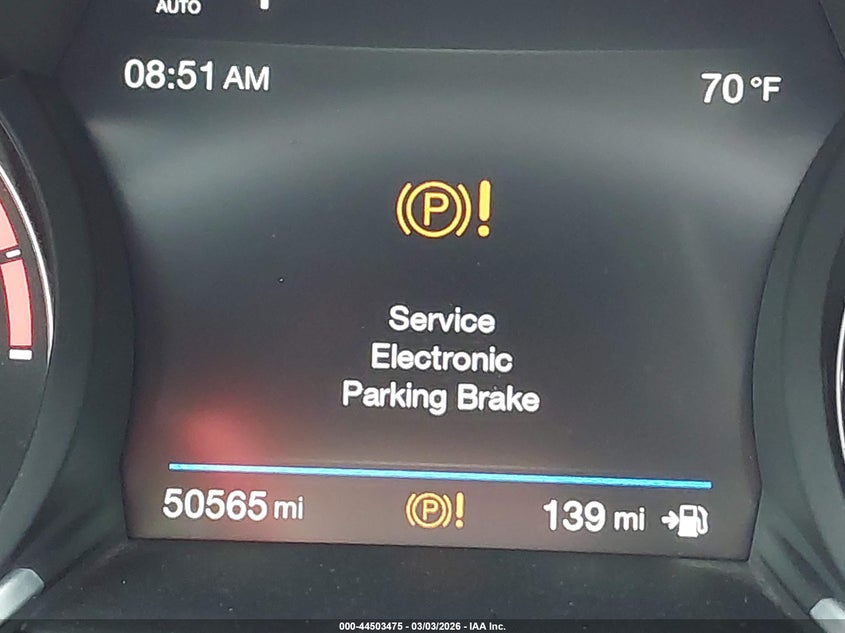 AUTO
08:51 AM
70 °F
(P)!
Service
Electronic
Parking Brake
50565 mi
(P)!
139 mi
000-44503475 - 03/03/2026 - IAA Inc.